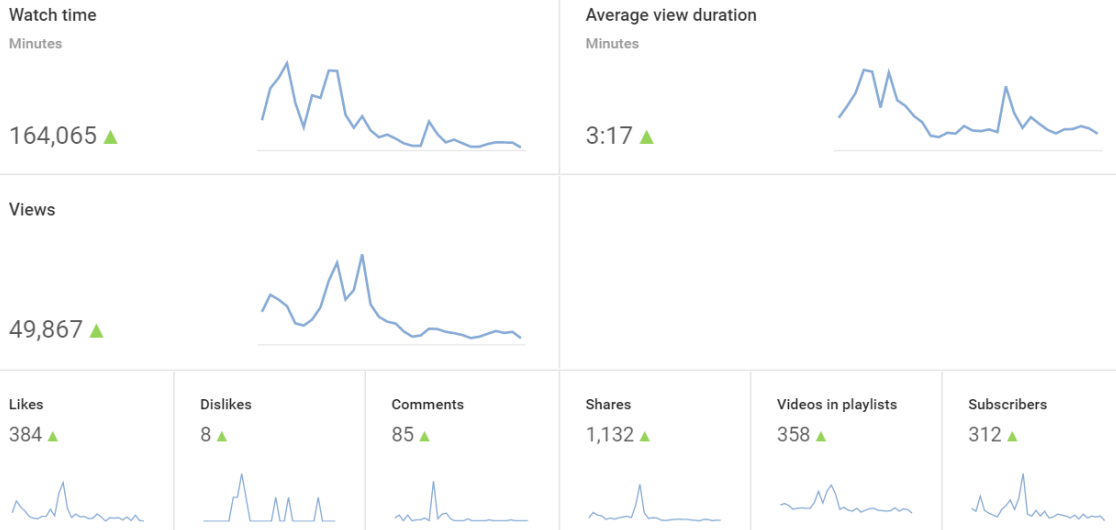 Watch time
Minutes
164,065
Average view duration
Minutes
3:17
Views
49,867
Likes
384
Dislikes
8
Comments
85
Shares
1,132
Videos in playlists
358
Subscribers
312